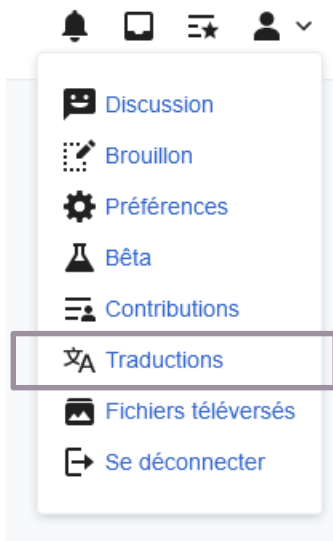 Discussion
Brouillon
Préférences
Bêta
Contributions
Traductions
Fichiers téléversés
Se déconnecter